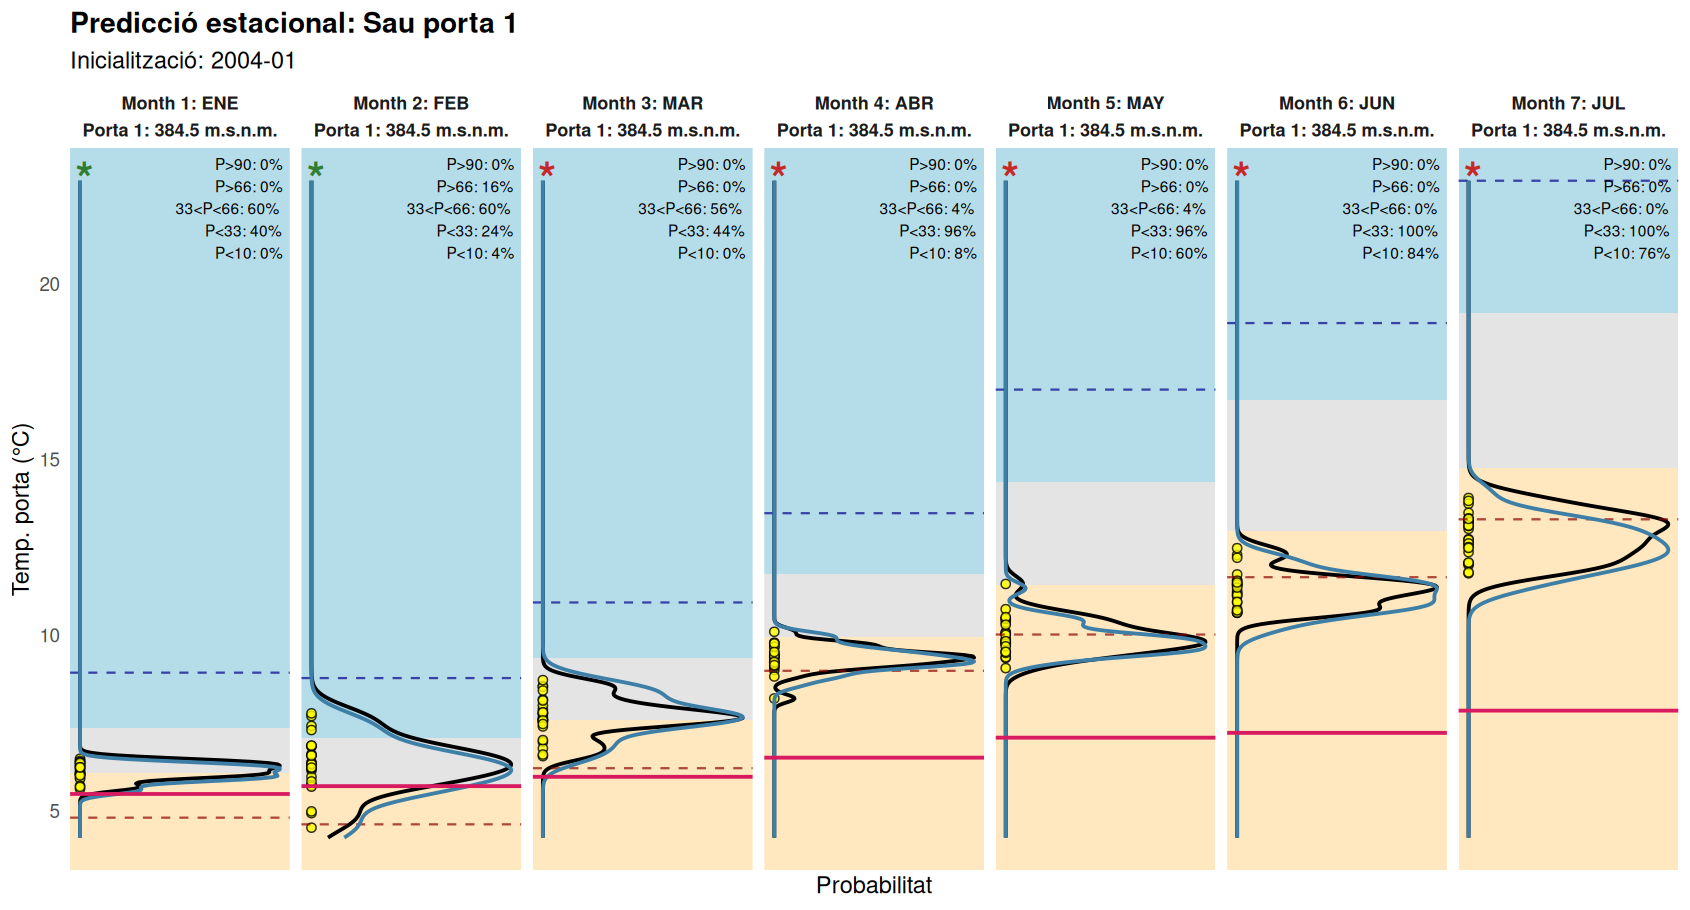 Predicció estacional: Sau porta 1
Inicialització: 2004-01
Month 1: ENE
Porta 1: 384.5 m.s.n.m.
Month 2: FEB
Porta 1: 384.5 m.s.n.m.
Month 3: MAR
Porta 1: 384.5 m.s.n.m.
Month 4: ABR
Porta 1: 384.5 m.s.n.m.
Month 5: MAY
Porta 1: 384.5 m.s.n.m.
Month 6: JUN
Porta 1: 384.5 m.s.n.m.
Month 7: JUL
Porta 1: 384.5 m.s.n.m.
*
P>90: 0%
P>66: 0%
33<P<66: 60%
P<33: 40%
P<10: 0%
*
P>90: 0%
P>66: 16%
33<P<66: 60%
P<33: 24%
P<10: 4%
*
P>90: 0%
P>66: 0%
33<P<66: 56%
P<33: 44%
P<10: 0%
*
P>90: 0%
P>66: 0%
33<P<66: 4%
P<33: 96%
P<10: 8%
*
P>90: 0%
P>66: 0%
33<P<66: 4%
P<33: 96%
P<10: 60%
*
P>90: 0%
P>66: 0%
33<P<66: 0%
P<33: 100%
P<10: 84%
*
P>90: 0%
P>66: 0%
33<P<66: 0%
P<33: 100%
P<10: 76%
Temp. porta (°C)
20
15
10
5
Probabilitat